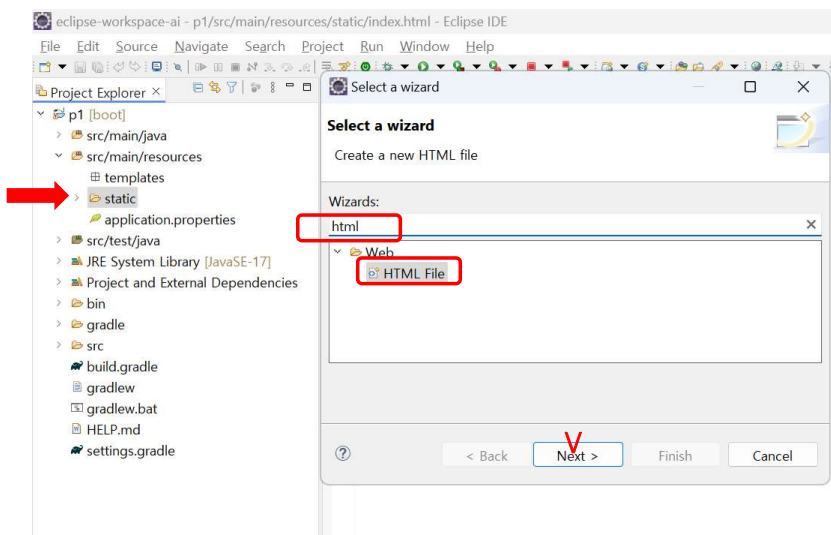 eclipse-workspace-ai - p1/src/main/resources/static/index.html - Eclipse IDE
File Edit Source Navigate Search Project Run Window Help
Project Explorer ×
p1 [boot]
src/main/java
src/main/resources
templates
static
application.properties
src/test/java
JRE System Library [JavaSE-17]
Project and External Dependencies
bin
gradle
src
build.gradle
gradlew
gradlew.bat
HELP.md
settings.gradle
Select a wizard
Select a wizard
Create a new HTML file
Wizards:
html
Web
HTML File
< Back Next > Finish Cancel
V